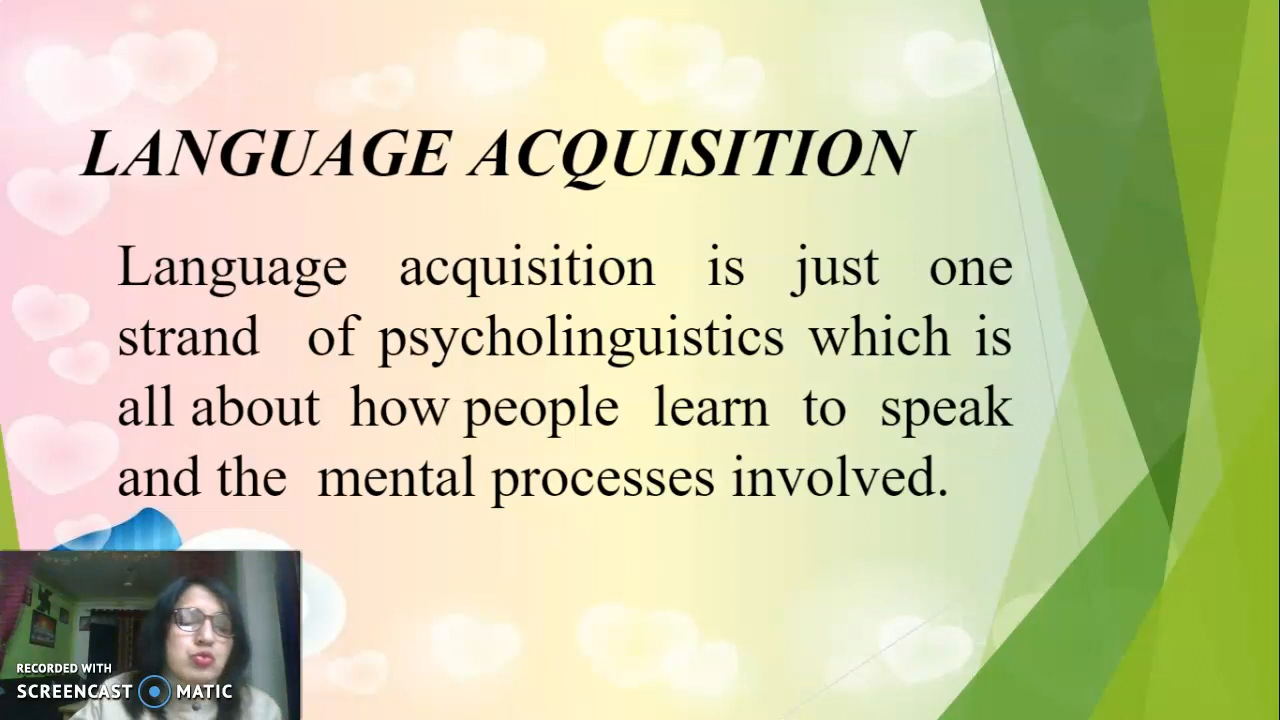 LANGUAGE ACQUISITION
Language acquisition is just one
strand of psycholinguistics which is
all about how people learn to speak
and the mental processes involved.
RECORDED WITH
SCREENCAST MATIC